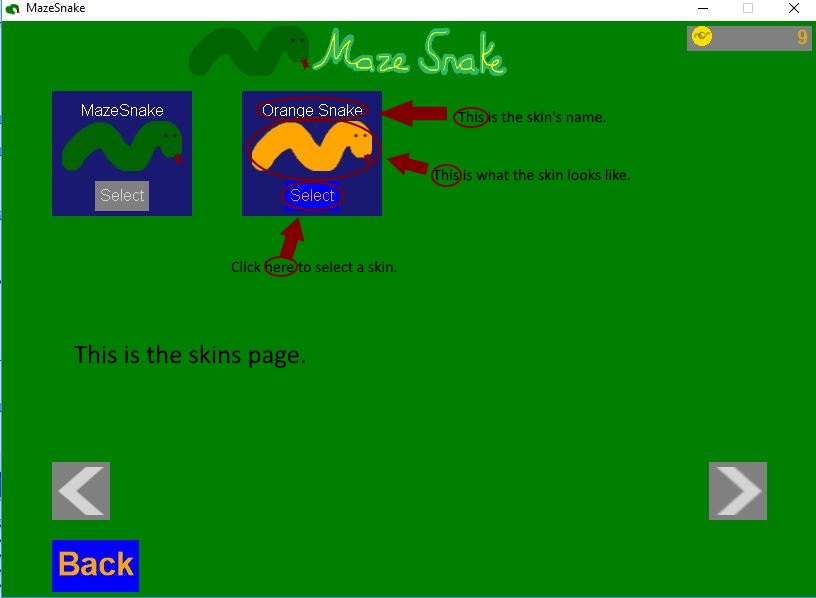 MazeSnake
Maze Snake
9
MazeSnake
Orange Snake
This is the skin's name.
This is what the skin looks like.
Select
Select
Click here to select a skin.
This is the skins page.
Back